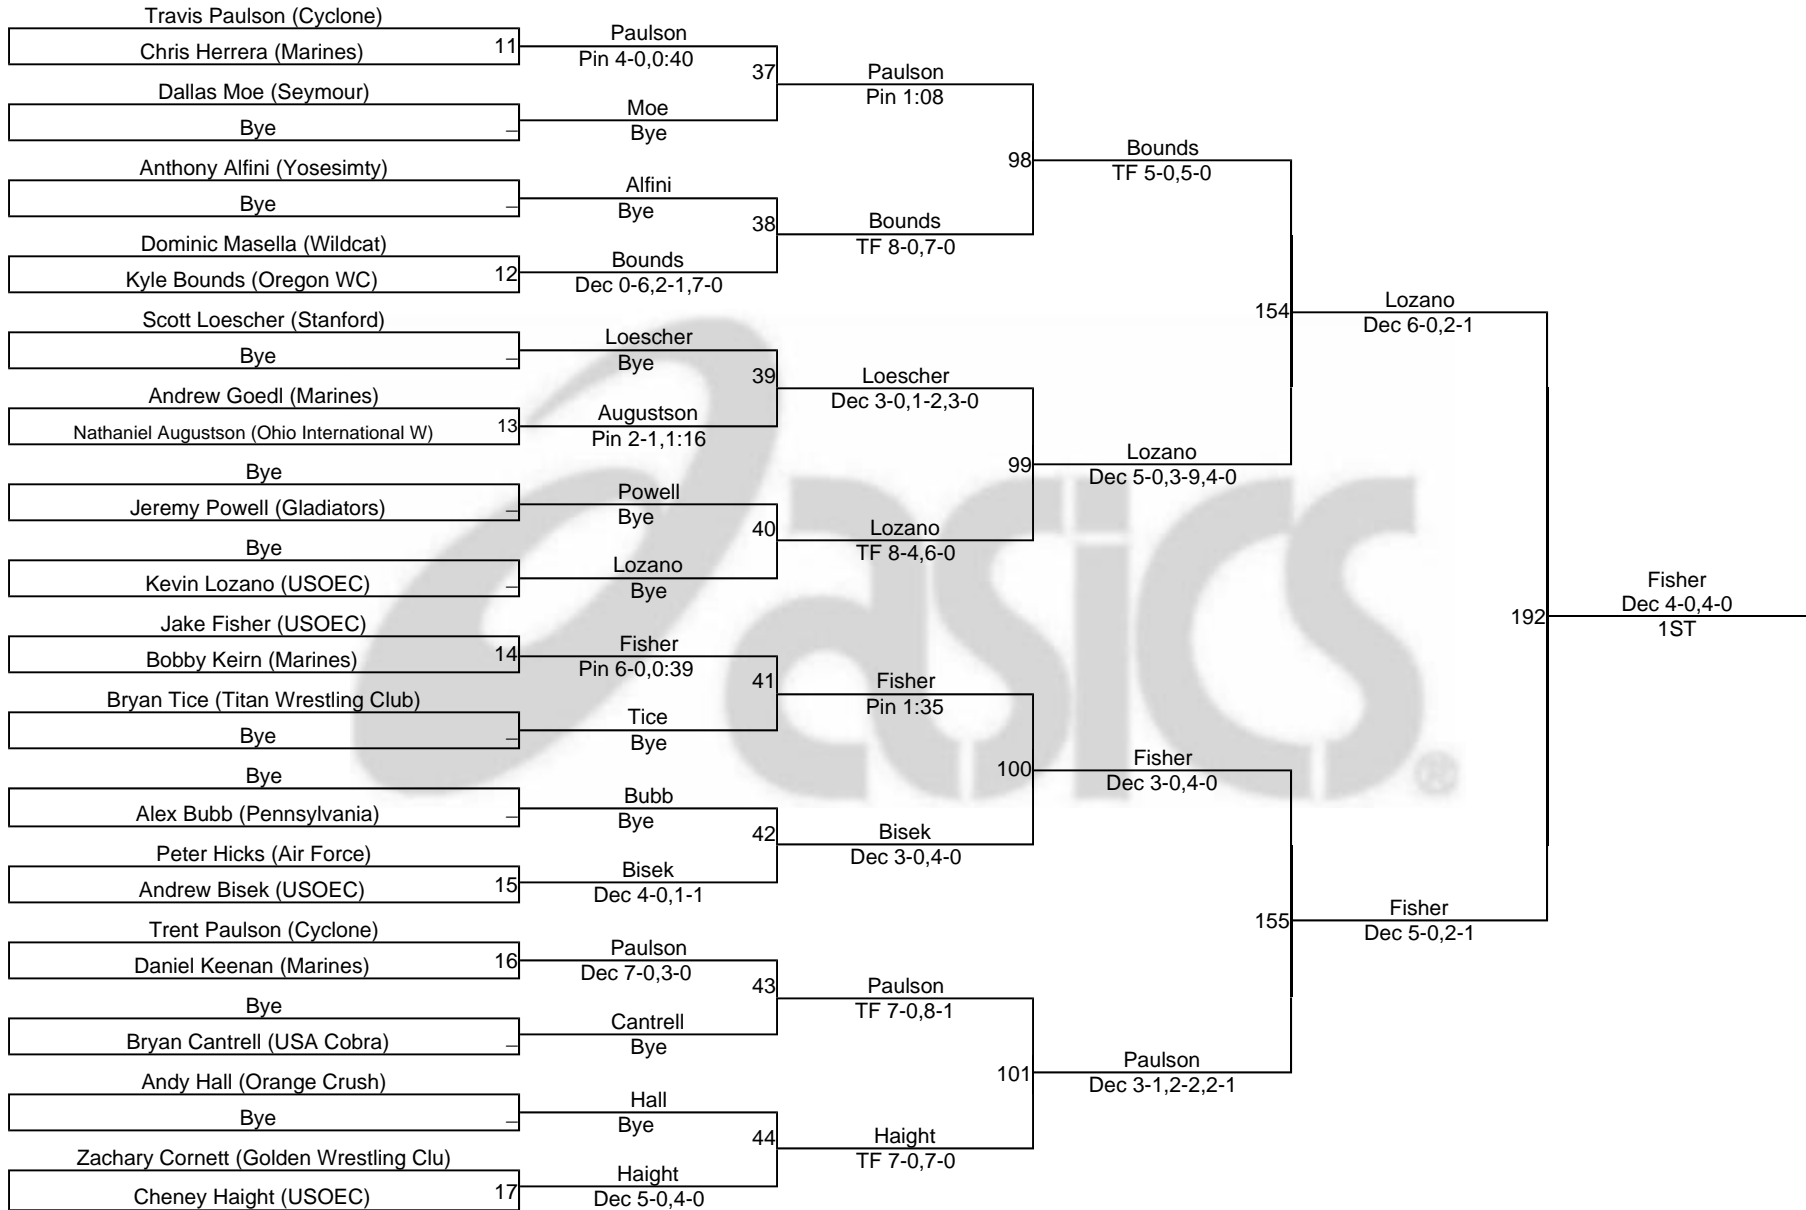 Travis Paulson (Cyclone)
Chris Herrera (Marines)
11
Dallas Moe (Seymour)
Bye
_
Anthony Alfini (Yosesimty)
Bye
_
Dominic Masella (Wildcat)
Kyle Bounds (Oregon WC)
12
Scott Loescher (Stanford)
Bye
_
Andrew Goedl (Marines)
Nathaniel Augustson (Ohio International W)
13
Bye
Jeremy Powell (Gladiators)
_
Bye
Kevin Lozano (USOEC)
_
Jake Fisher (USOEC)
Bobby Keirn (Marines)
14
Bryan Tice (Titan Wrestling Club)
Bye
_
Bye
Alex Bubb (Pennsylvania)
_
Peter Hicks (Air Force)
Andrew Bisek (USOEC)
15
Trent Paulson (Cyclone)
Daniel Keenan (Marines)
16
Bye
Bryan Cantrell (USA Cobra)
_
Andy Hall (Orange Crush)
Bye
_
Zachary Cornett (Golden Wrestling Clu)
Cheney Haight (USOEC)
17
Paulson
Pin 4-0,0:40
37
Moe
Bye
Alfini
Bye
38
Bounds
Dec 0-6,2-1,7-0
Loescher
Bye
39
Augustson
Pin 2-1,1:16
Powell
Bye
40
Lozano
Bye
Fisher
Pin 6-0,0:39
41
Tice
Bye
Bubb
Bye
42
Bisek
Dec 4-0,1-1
Paulson
Dec 7-0,3-0
43
Cantrell
Bye
Hall
Bye
44
Haight
Dec 5-0,4-0
Paulson
Pin 1:08
98
Bounds
TF 8-0,7-0
Loescher
Dec 3-0,1-2,3-0
99
Lozano
TF 8-4,6-0
Fisher
Pin 1:35
100
Bisek
Dec 3-0,4-0
Paulson
TF 7-0,8-1
101
Haight
TF 7-0,7-0
Bounds
TF 5-0,5-0
154
Lozano
Dec 5-0,3-9,4-0
Fisher
Dec 3-0,4-0
155
Paulson
Dec 3-1,2-2,2-1
Lozano
Dec 6-0,2-1
192
Fisher
Dec 5-0,2-1
Fisher
Dec 4-0,4-0
1ST
asics®